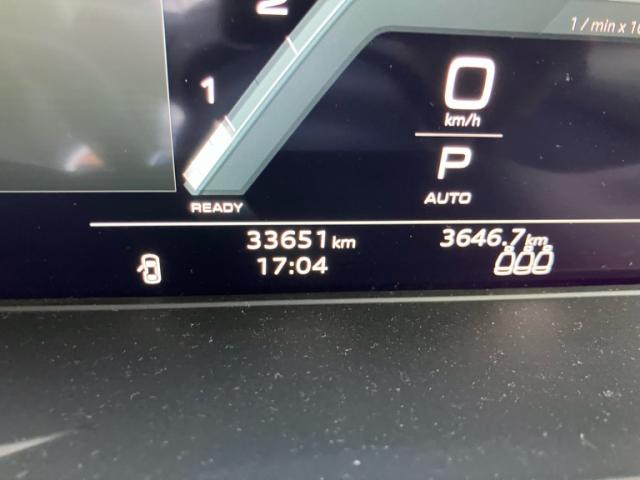 2
1 / min x 1
0
1
km/h
P
AUTO
READY
33651 km
3646.7 km
17:04